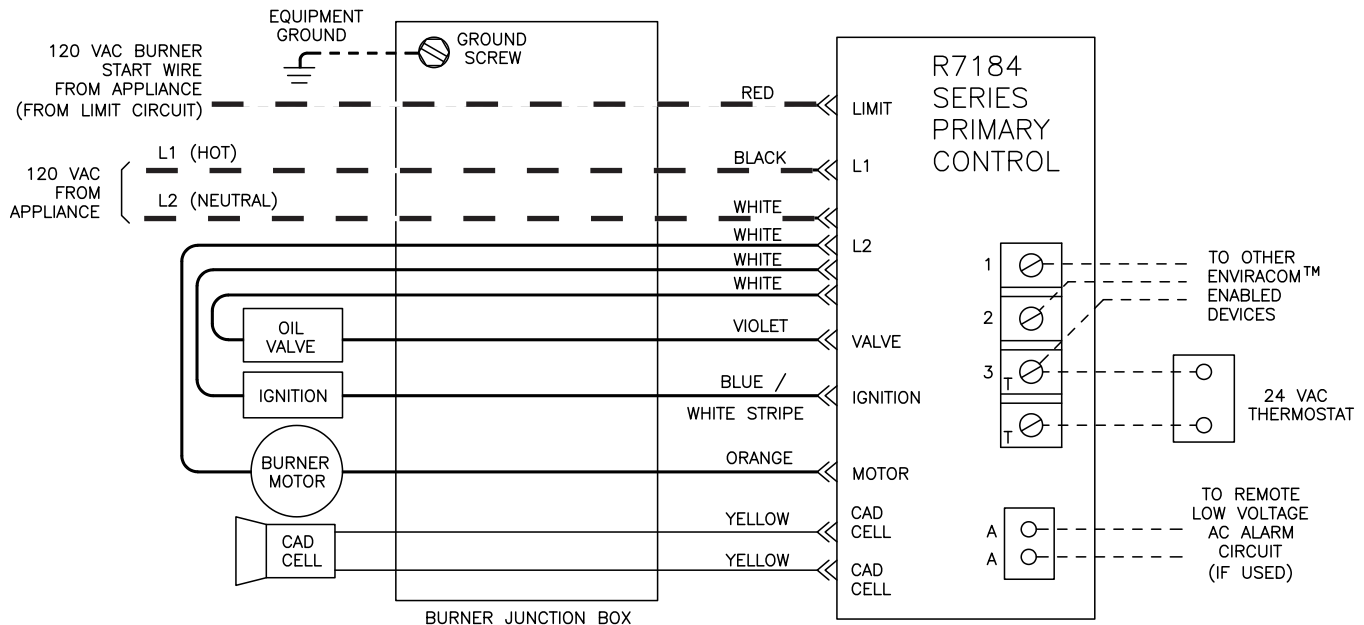 EQUIPMENT
GROUND
GROUND
SCREW
120 VAC BURNER
START WIRE
FROM APPLIANCE
(FROM LIMIT CIRCUIT)
RED
LIMIT
R7184
SERIES
PRIMARY
CONTROL
L1 (HOT)
BLACK
L1
120 VAC
FROM
APPLIANCE
L2 (NEUTRAL)
WHITE
WHITE
L2
WHITE
WHITE
OIL
VALVE
VIOLET
VALVE
IGNITION
BLUE /
WHITE STRIPE
IGNITION
BURNER
MOTOR
ORANGE
MOTOR
CAD
CELL
YELLOW
CAD
CELL
YELLOW
CAD
CELL
1
2
3
T
T
TO OTHER
ENVIRACOM™
ENABLED
DEVICES
24 VAC
THERMOSTAT
A
A
TO REMOTE
LOW VOLTAGE
AC ALARM
CIRCUIT
(IF USED)
BURNER JUNCTION BOX